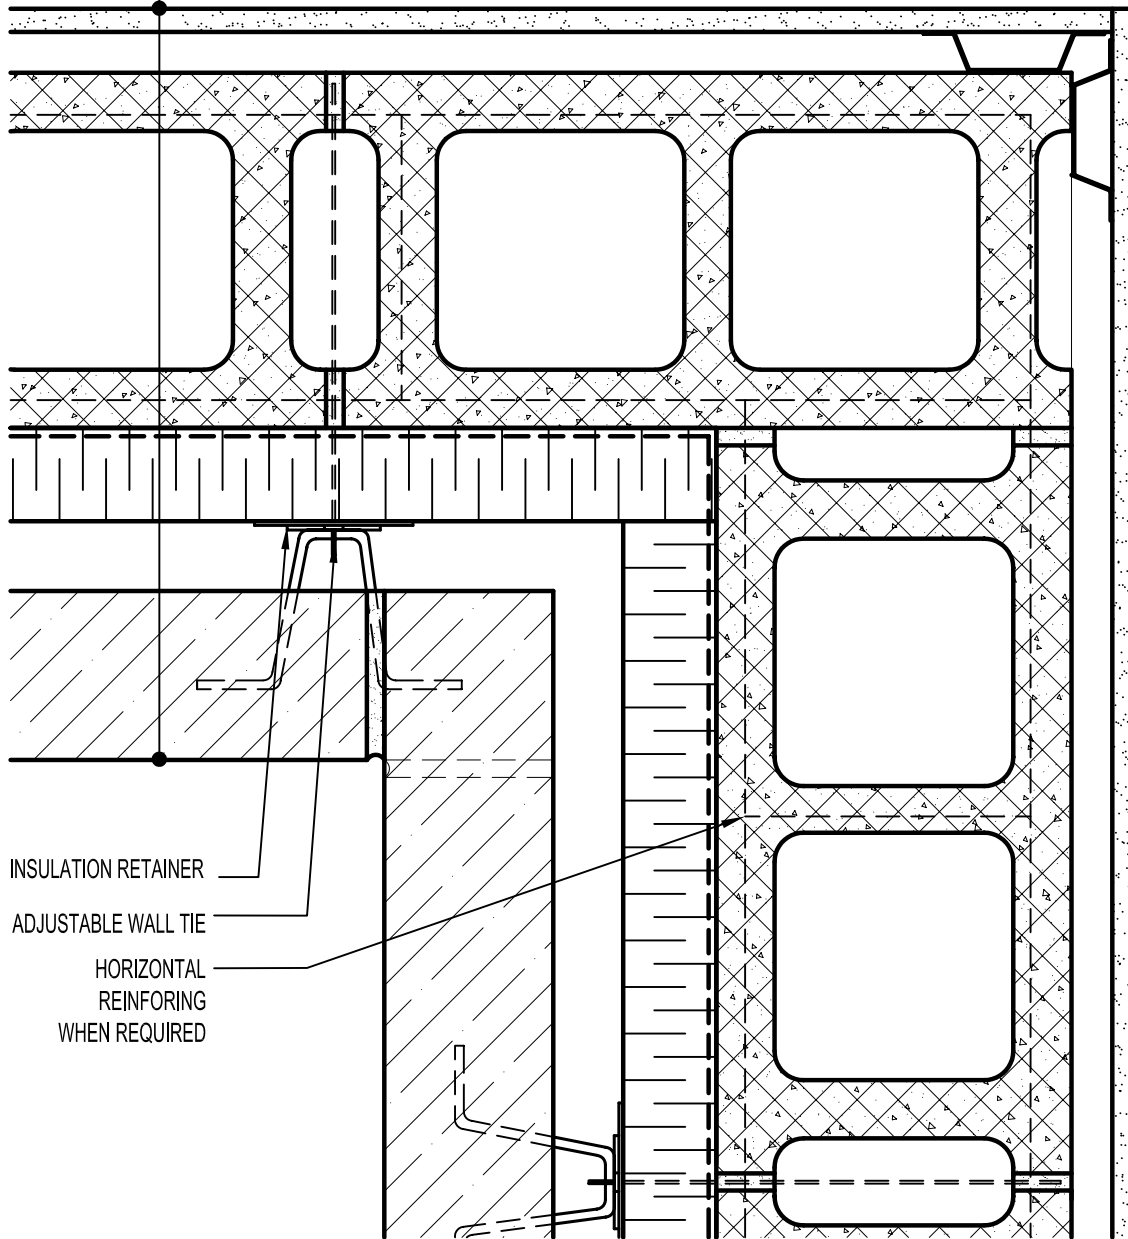 INSULATION RETAINER
ADJUSTABLE WALL TIE
HORIZONTAL
REINFORING
WHEN REQUIRED